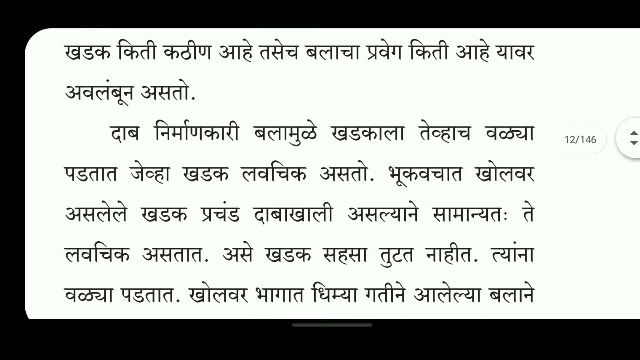 खडक किती कठीण आहे तसेच बलाचा प्रवेग किती आहे यावर
अवलंबून असतो.
दाब निर्माणकारी बलामुळे खडकाला तेव्हाच वळ्या
12/146
पडतात जेव्हा खडक लवचिक असतो. भूकवचात खोलवर
असलेले खडक प्रचंड दाबाखाली असल्याने सामान्यतः ते
लवचिक असतात. असे खडक सहसा तुटत नाहीत. त्यांना
वळ्या पडतात. खोलवर भागात धिम्या गतीने आलेल्या बलाने